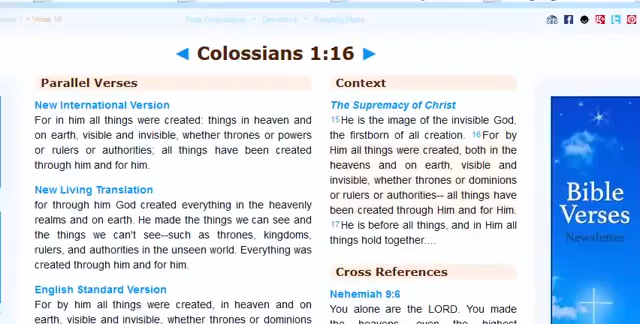 Verse 16
◄ Colossians 1:16 ►
Parallel Verses
New International Version
For in him all things were created: things in heaven and
on earth, visible and invisible, whether thrones or powers
or rulers or authorities; all things have been created
through him and for him.
New Living Translation
for through him God created everything in the heavenly
realms and on earth. He made the things we can see and
the things we can't see--such as thrones, kingdoms,
rulers, and authorities in the unseen world. Everything was
created through him and for him.
English Standard Version
For by him all things were created, in heaven and on
earth, visible and invisible, whether thrones or dominions
Context
The Supremacy of Christ
15He is the image of the invisible God,
the firstborn of all creation. 16For by
Him all things were created, both in the
heavens and on earth, visible and
invisible, whether thrones or dominions
or rulers or authorities-- all things have
been created through Him and for Him.
17He is before all things, and in Him all
things hold together.…
Cross References
Nehemiah 9:6
You alone are the LORD. You made
the heavens, even the highest
Bible
Verses
Newsletter